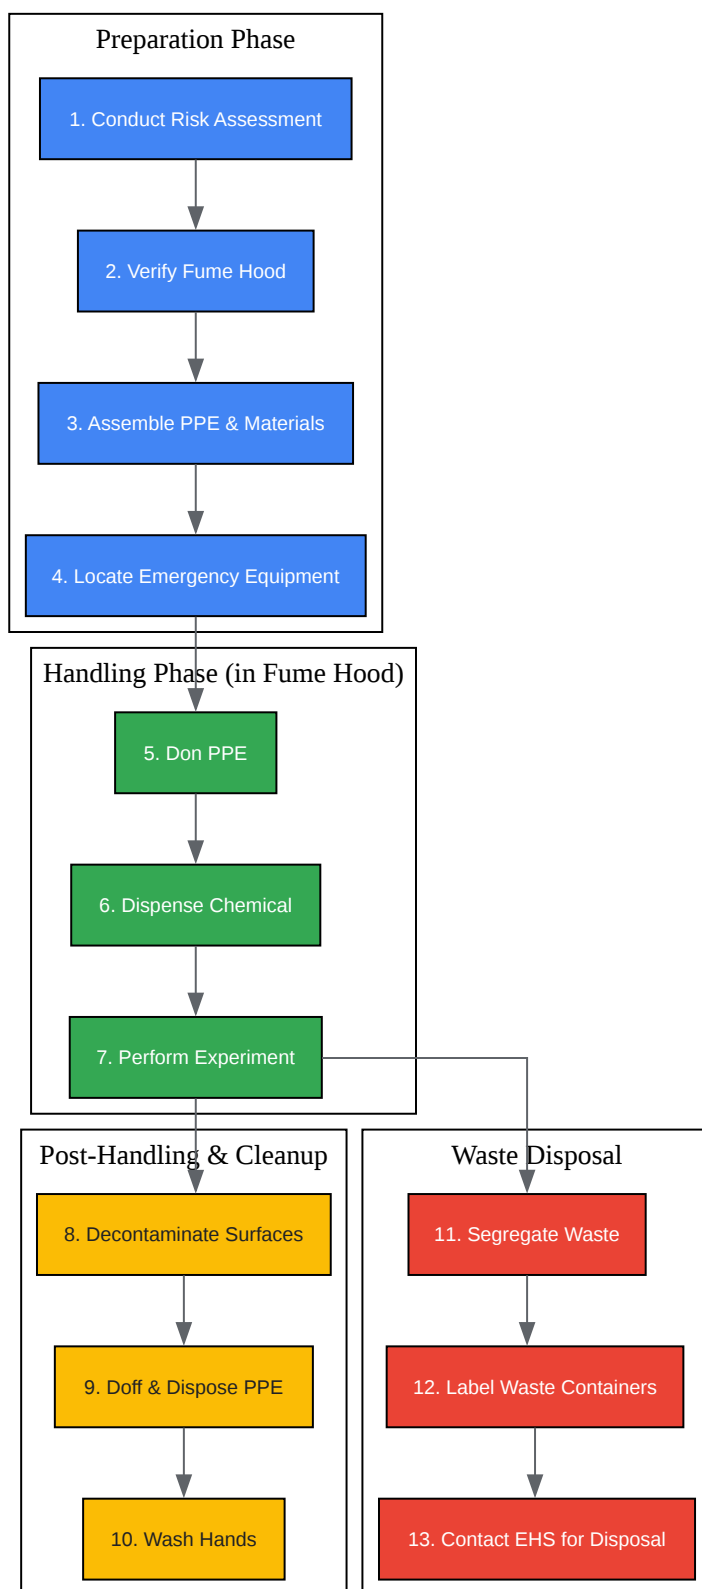 Preparation Phase
1. Conduct Risk Assessment
2. Verify Fume Hood
3. Assemble PPE & Materials
4. Locate Emergency Equipment
Handling Phase (in Fume Hood)
5. Don PPE
6. Dispense Chemical
7. Perform Experiment
Post-Handling & Cleanup
8. Decontaminate Surfaces
9. Doff & Dispose PPE
10. Wash Hands
Waste Disposal
11. Segregate Waste
12. Label Waste Containers
13. Contact EHS for Disposal